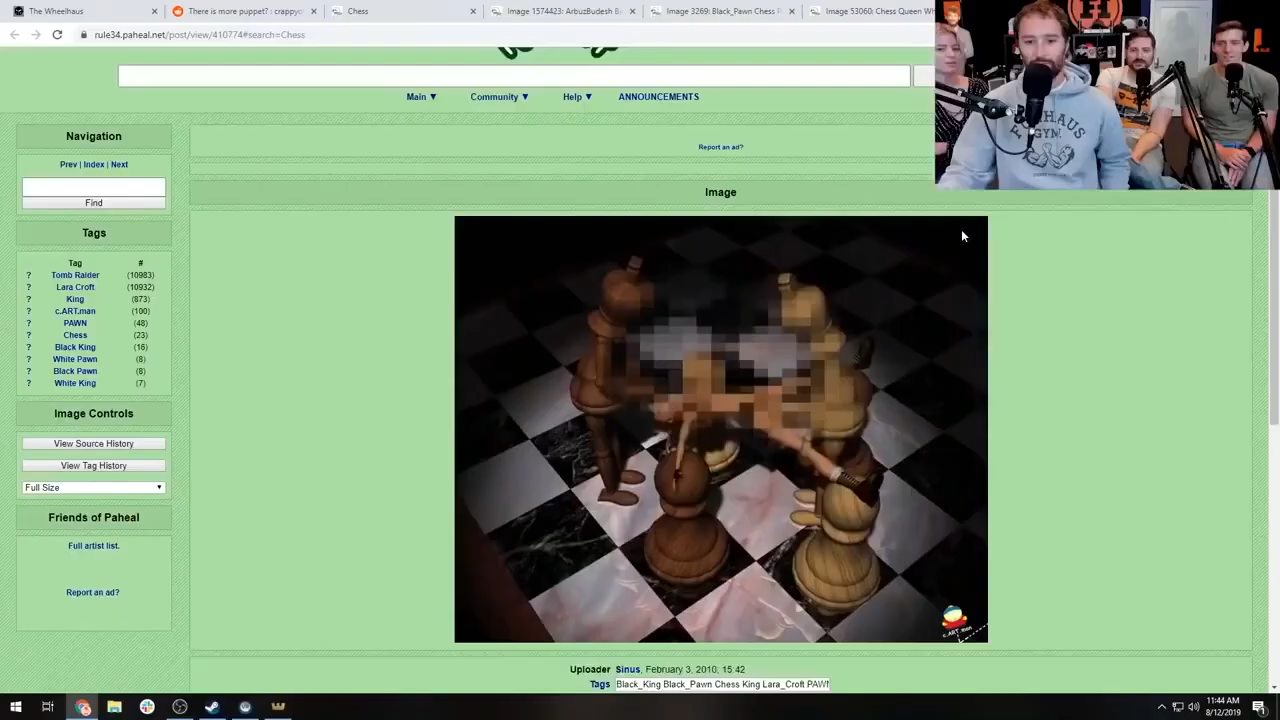 The Wheelhaus
There is more puppet? : crappyc
Chess
Image 1574423: ArbuzBudesh Be
Image 3269: Black_Pawn Chess P
Image 53060: Chess Queen Wh
rule34.paheal.net/post/view/410774#search=Chess
Main ▼
Community ▼
Help ▼
ANNOUNCEMENTS
Report an ad?
Navigation
Prev | Index | Next
Find
Tags
Tag #
? Tomb Raider (10983)
? Lara Croft (10932)
? King (873)
? c.ART.man (100)
? PAWN (48)
? Chess (23)
? Black King (16)
? White Pawn (8)
? Black Pawn (8)
? White King (7)
Image Controls
View Source History
View Tag History
Full Size
Friends of Paheal
Full artist list.
Report an ad?
Image
c.ART.man
Uploader Sinus, February 3, 2010; 15:42
Tags Black_King Black_Pawn Chess King Lara_Croft PAWN
GYM
11:44 AM
8/12/2019